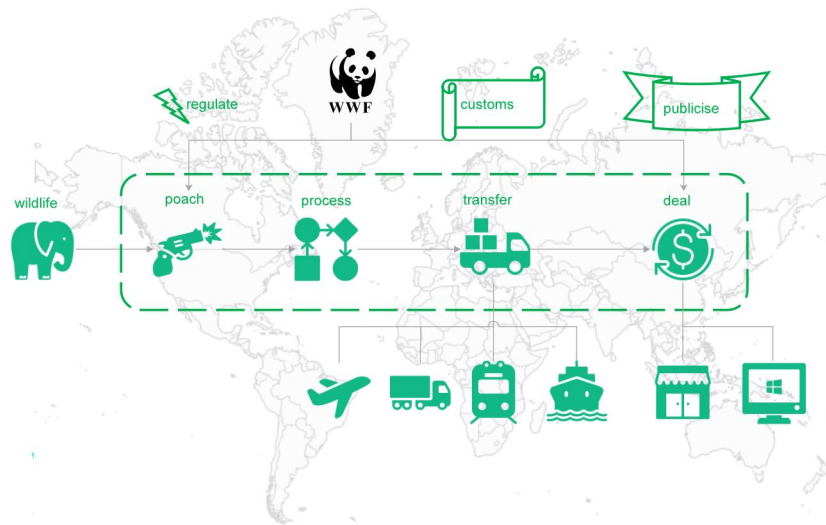 regulate
WWF
customs
publicise
wildlife
poach
process
transfer
deal
$